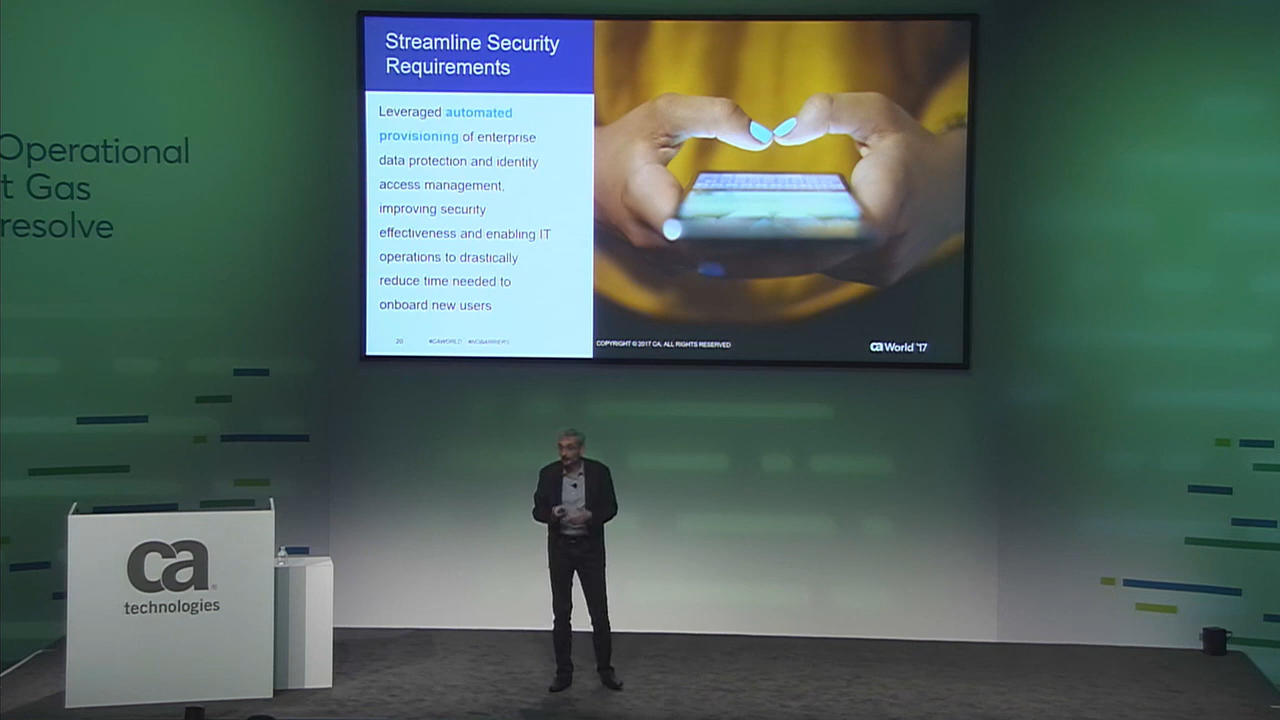 Operational
t Gas
resolve
Streamline Security
Requirements
Leveraged automated
provisioning of enterprise
data protection and identity
access management,
improving security
effectiveness and enabling IT
operations to drastically
reduce time needed to
onboard new users
20 #CAWORLD #NOBARRIERS
COPYRIGHT © 2017 CA. ALL RIGHTS RESERVED
ca World '17
ca
technologies